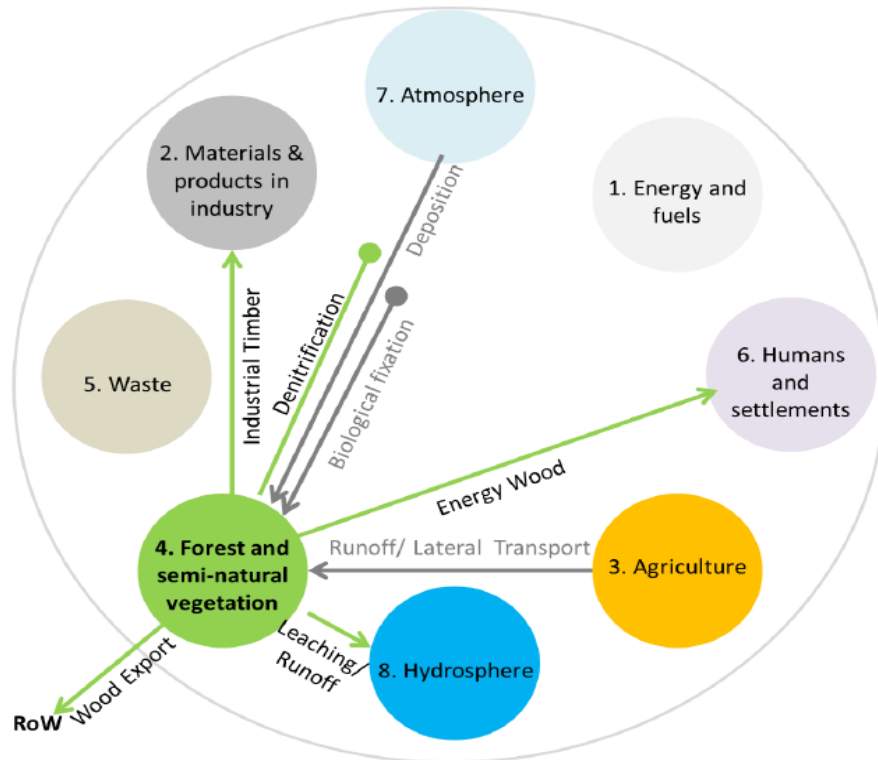 7. Atmosphere
2. Materials &
products in
industry
1. Energy and
fuels
Deposition
Denitrification
Biological fixation
Industrial Timber
5. Waste
6. Humans
and
settlements
Energy Wood
4. Forest and
semi-natural
vegetation
Runoff/ Lateral Transport
3. Agriculture
Leaching/
Runoff
8. Hydrosphere
Wood Export
RoW